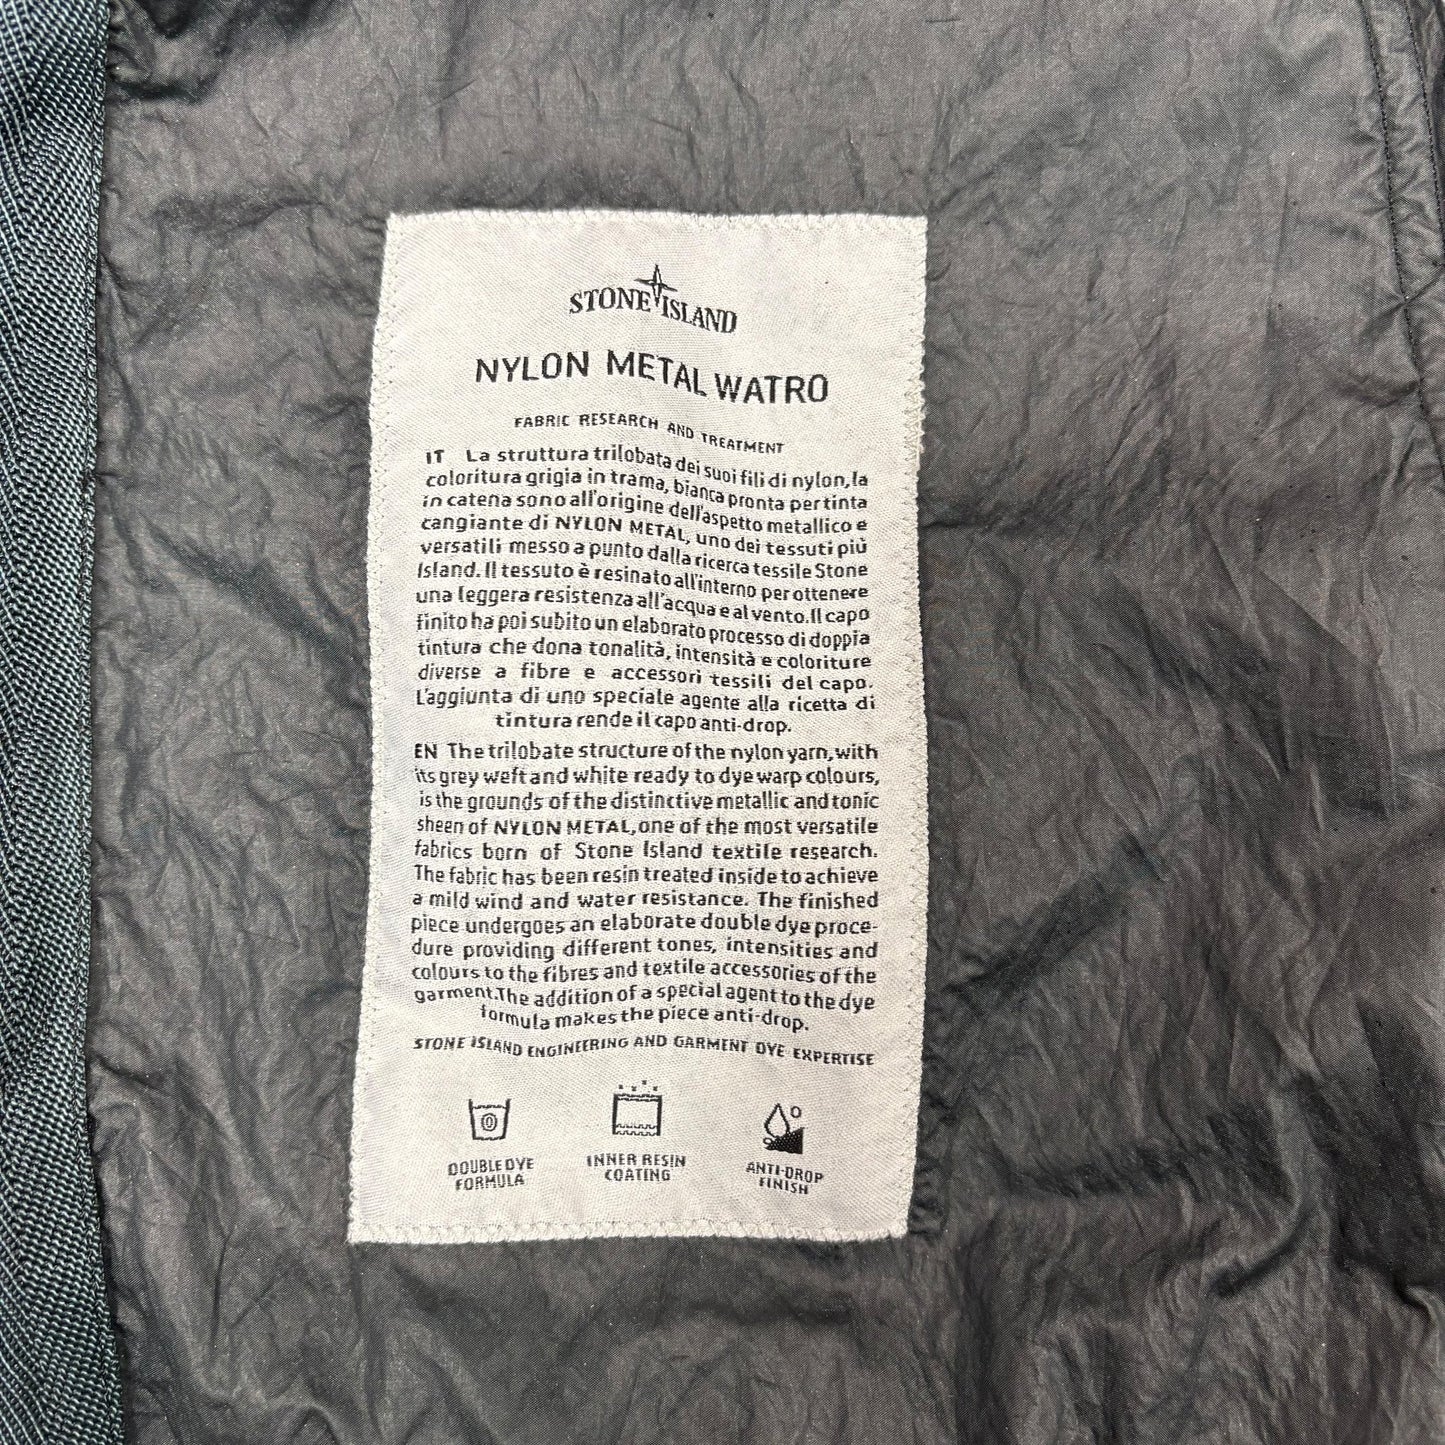 STONE ISLAND
NYLON METAL WATRO
FABRIC RESEARCH AND TREATMENT
IT La struttura trilobata dei suoi fili di nylon, la
coloritura grigia in trama, bianca pronta per tinta
in catena sono all'origine dell'aspetto metallico e
cangiante di NYLON METAL, uno dei tessuti più
versatili messo a punto dalla ricerca tessile Stone
Island. Il tessuto è resinato all'interno per ottenere
una leggera resistenza all'acqua e al vento. Il capo
finito ha poi subito un elaborato processo di doppia
tintura che dona tonalità, intensità e coloriture
diverse a fibre e accessori tessili del capo.
L'aggiunta di uno speciale agente alla ricetta di
tintura rende il capo anti-drop.
EN The trilobate structure of the nylon yarn, with
its grey weft and white ready to dye warp colours,
is the grounds of the distinctive metallic and tonic
sheen of NYLON METAL, one of the most versatile
fabrics born of Stone Island textile research.
The fabric has been resin treated inside to achieve
a mild wind and water resistance. The finished
piece undergoes an elaborate double dye proce-
dure providing different tones, intensities and
colours to the fibres and textile accessories of the
garment. The addition of a special agent to the dye
formula makes the piece anti-drop.
STONE ISLAND ENGINEERING AND GARMENT DYE EXPERTISE
DOUBLE DYE
FORMULA
INNER RESIN
COATING
ANTI-DROP
FINISH